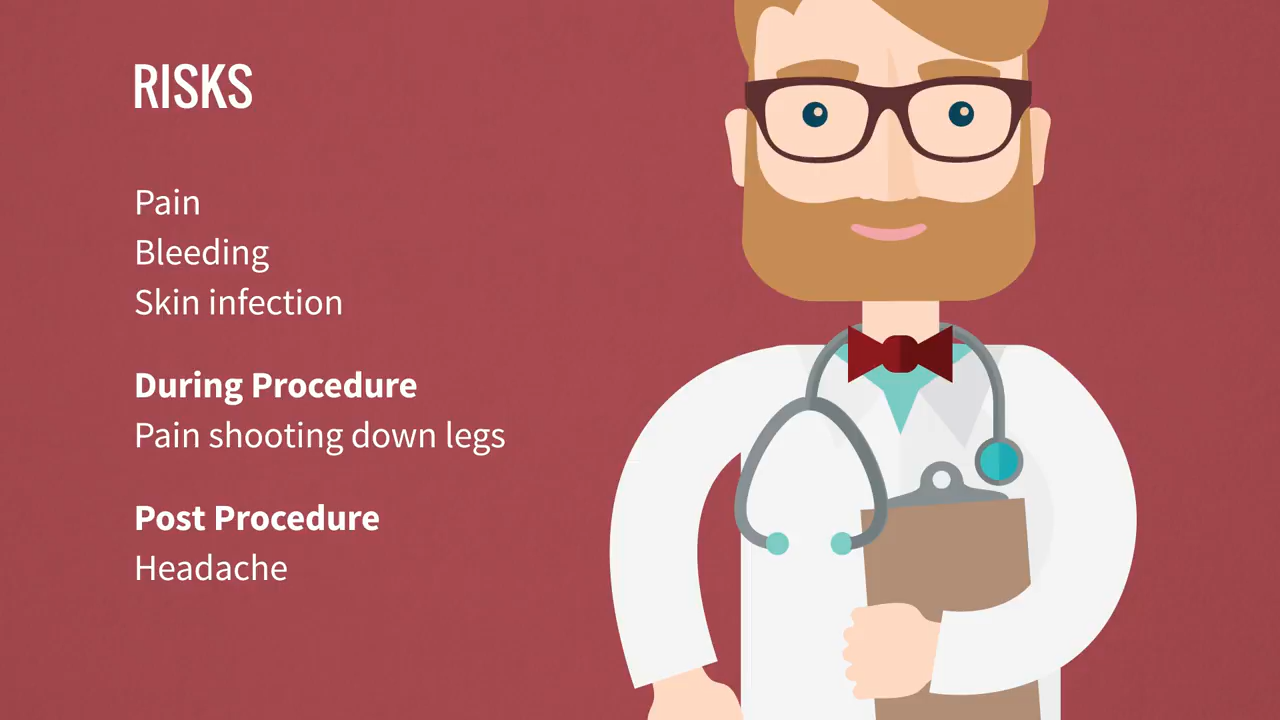 RISKS
Pain
Bleeding
Skin infection
During Procedure
Pain shooting down legs
Post Procedure
Headache